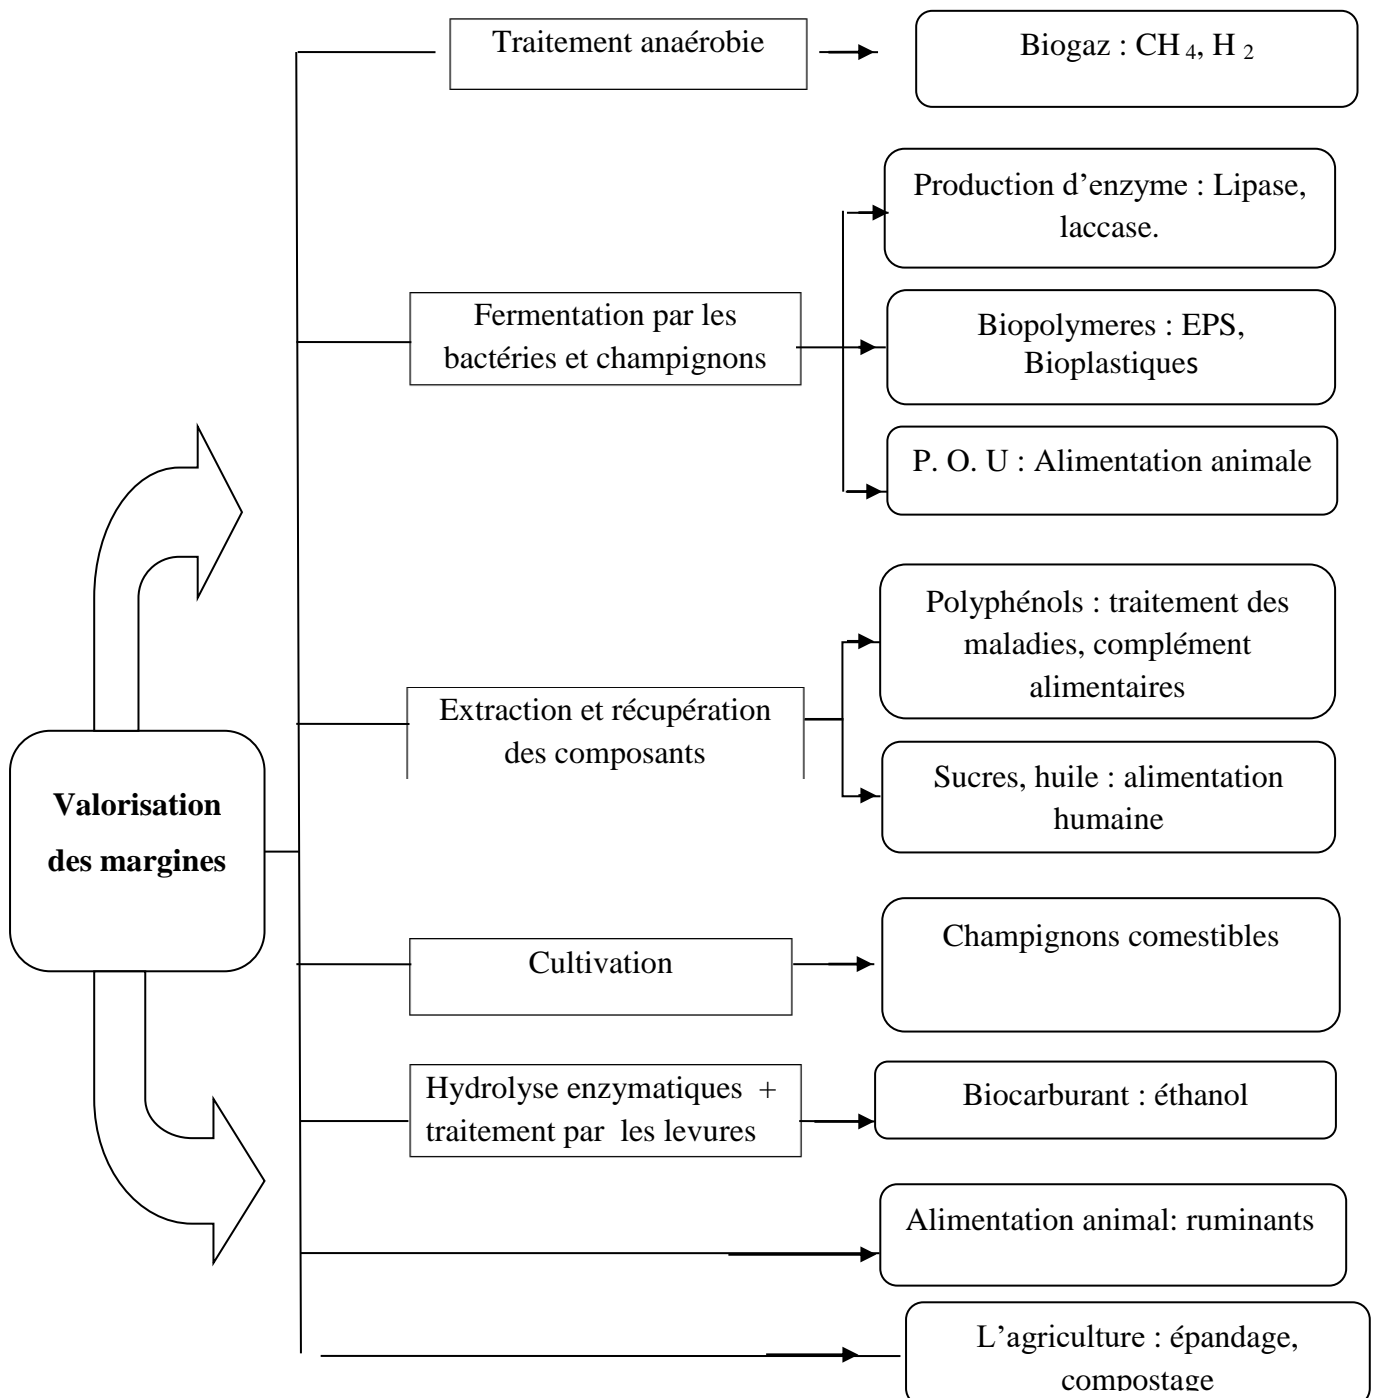 Traitement anaérobie
Biogaz : CH 4, H 2
Production d’enzyme : Lipase,
laccase.
Fermentation par les
bactéries et champignons
Biopolymeres : EPS,
Bioplastiques
P. O. U : Alimentation animale
Polyphénols : traitement des
maladies, complément
alimentaires
Extraction et récupération
des composants
Sucres, huile : alimentation
humaine
Valorisation
des margines
Cultivation
Champignons comestibles
Hydrolyse enzymatiques +
traitement par les levures
Biocarburant : éthanol
Alimentation animal: ruminants
L’agriculture : épandage,
compostage